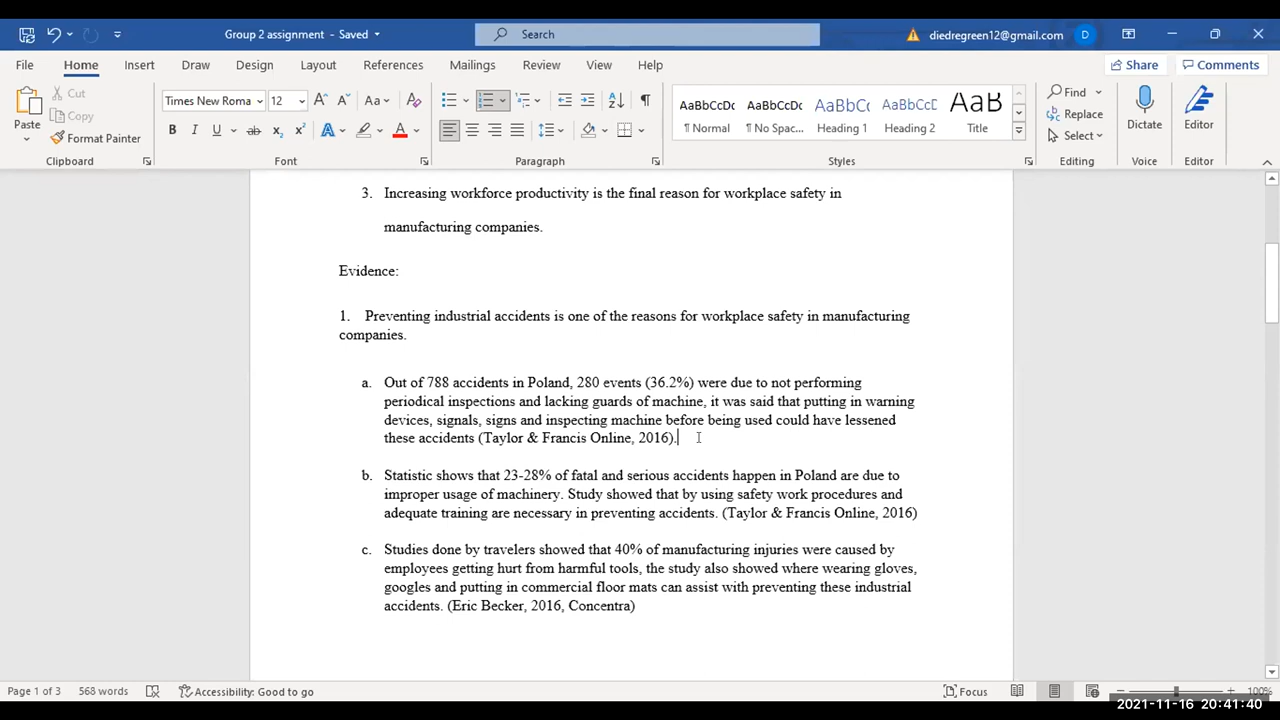 Group 2 assignment - Saved
Search
diedregreen12@gmail.com
D
File Home Insert Draw Design Layout References Mailings Review View Help
Share Comments
Paste
Cut
Copy
Format Painter
Clipboard
Times New Roma 12
Font
Paragraph
AaBbCcDc AaBbCcDc AaBbCc AaBbCcD AaB
¶ Normal ¶ No Spac... Heading 1 Heading 2 Title
Styles
Find
Replace
Select
Editing
Dictate
Voice
Editor
Editor
3. Increasing workforce productivity is the final reason for workplace safety in
manufacturing companies.
Evidence:
1. Preventing industrial accidents is one of the reasons for workplace safety in manufacturing
companies.
a. Out of 788 accidents in Poland, 280 events (36.2%) were due to not performing
periodical inspections and lacking guards of machine, it was said that putting in warning
devices, signals, signs and inspecting machine before being used could have lessened
these accidents (Taylor & Francis Online, 2016).
b. Statistic shows that 23-28% of fatal and serious accidents happen in Poland are due to
improper usage of machinery. Study showed that by using safety work procedures and
adequate training are necessary in preventing accidents. (Taylor & Francis Online, 2016)
c. Studies done by travelers showed that 40% of manufacturing injuries were caused by
employees getting hurt from harmful tools, the study also showed where wearing gloves,
googles and putting in commercial floor mats can assist with preventing these industrial
accidents. (Eric Becker, 2016, Concentra)
Page 1 of 3 568 words Accessibility: Good to go Focus 100%
2021-11-16 20:41:40